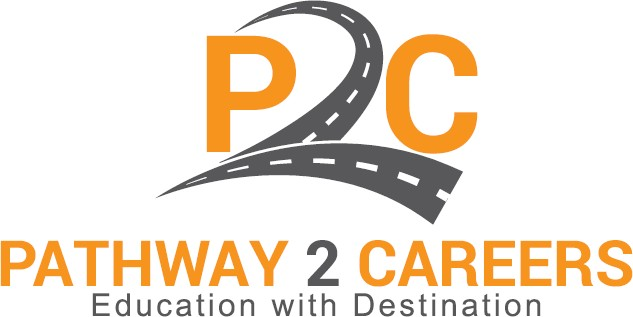 P2C
PATHWAY 2 CAREERS
Education with Destination